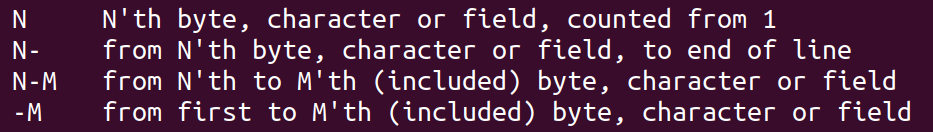 N     N'th byte, character or field, counted from 1
N-    from N'th byte, character or field, to end of line
N-M   from N'th to M'th (included) byte, character or field
-M    from first to M'th (included) byte, character or field